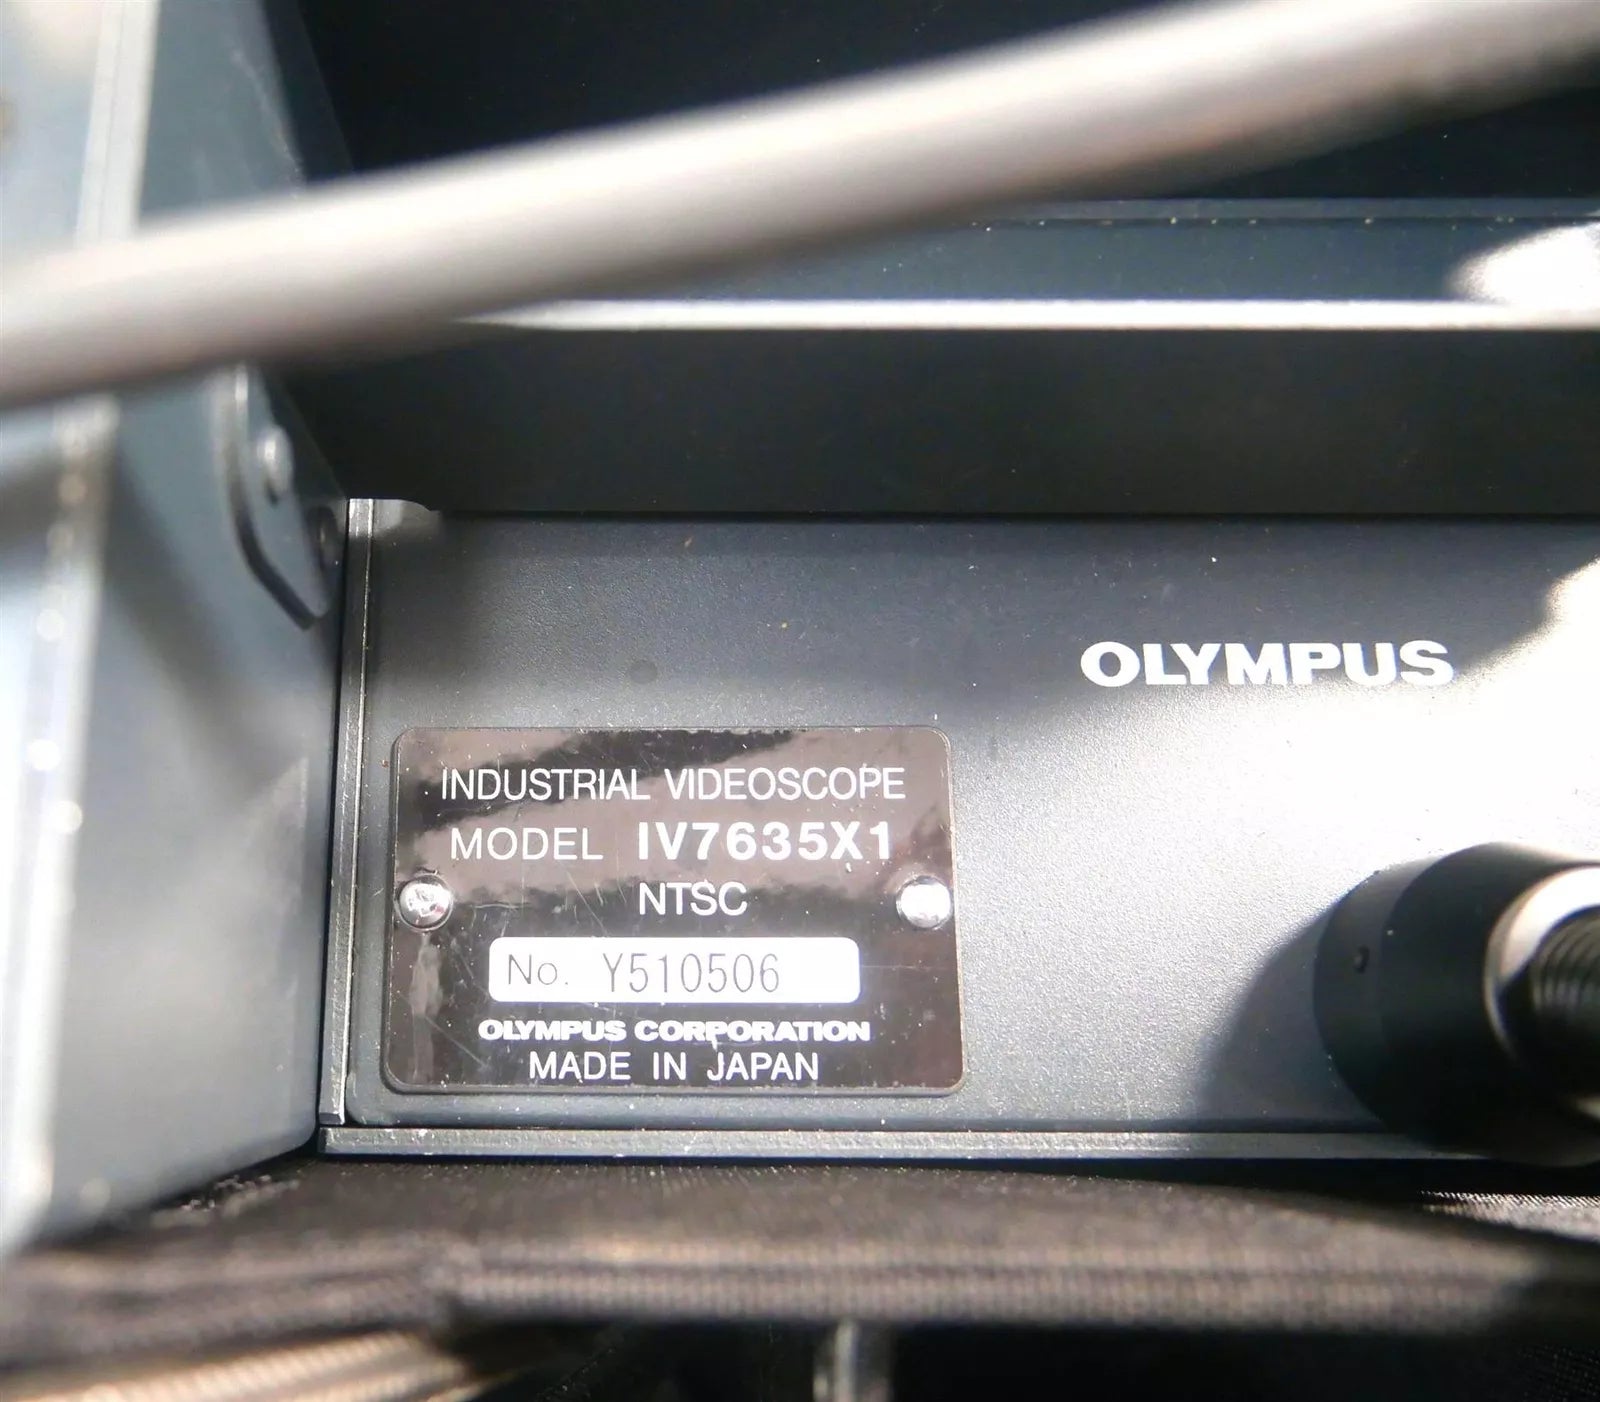 OLYMPUS
INDUSTRIAL VIDEOSCOPE
MODEL IV7635X1
NTSC
No. Y510506
OLYMPUS CORPORATION
MADE IN JAPAN